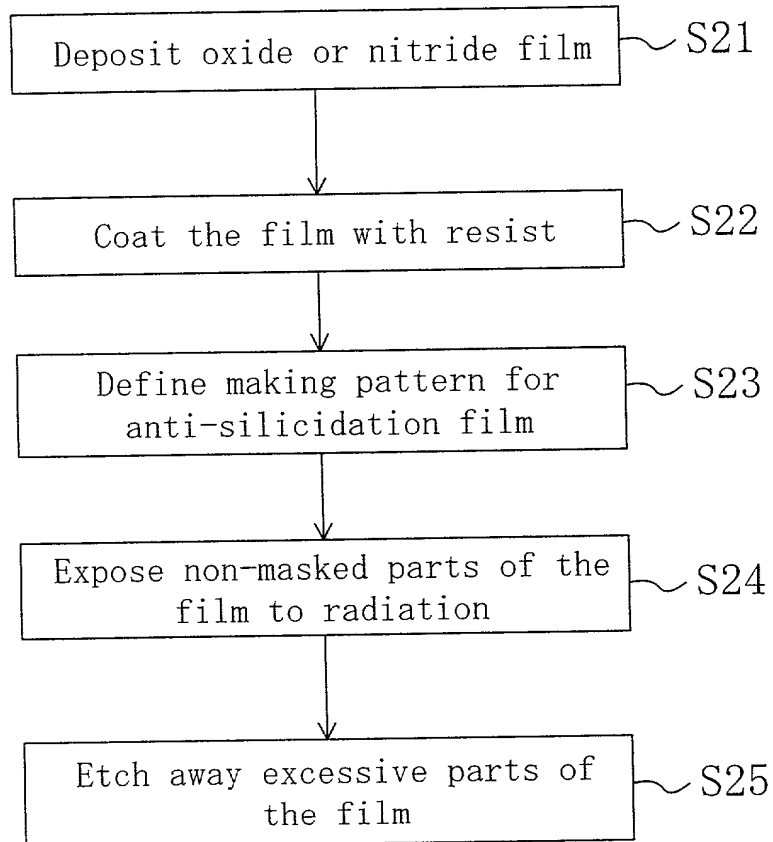 Deposit oxide or nitride film
S21
Coat the film with resist
S22
Define making pattern for
anti-silicidation film
S23
Expose non-masked parts of the
film to radiation
S24
Etch away excessive parts of
the film
S25